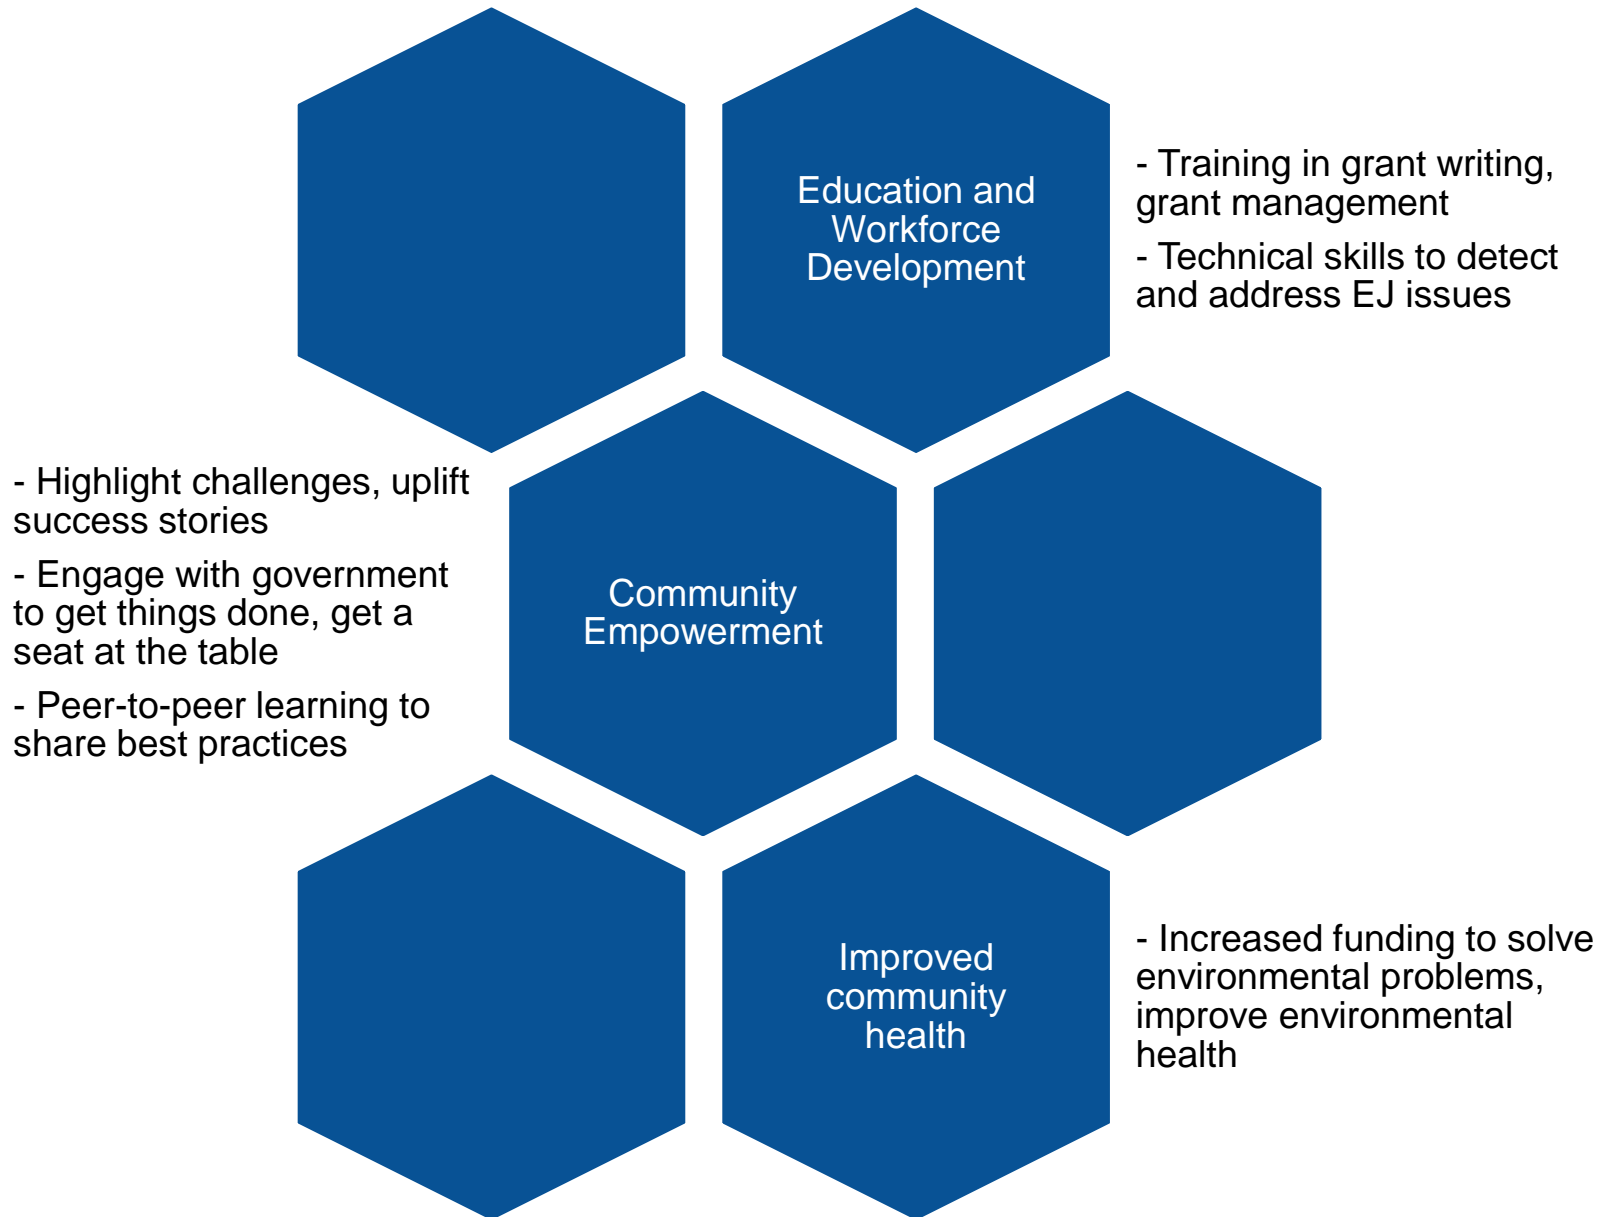 Education and
Workforce
Development
- Training in grant writing,
grant management
- Technical skills to detect
and address EJ issues
- Highlight challenges, uplift
success stories
- Engage with government
to get things done, get a
seat at the table
- Peer-to-peer learning to
share best practices
Community
Empowerment
Improved
community
health
- Increased funding to solve
environmental problems,
improve environmental
health